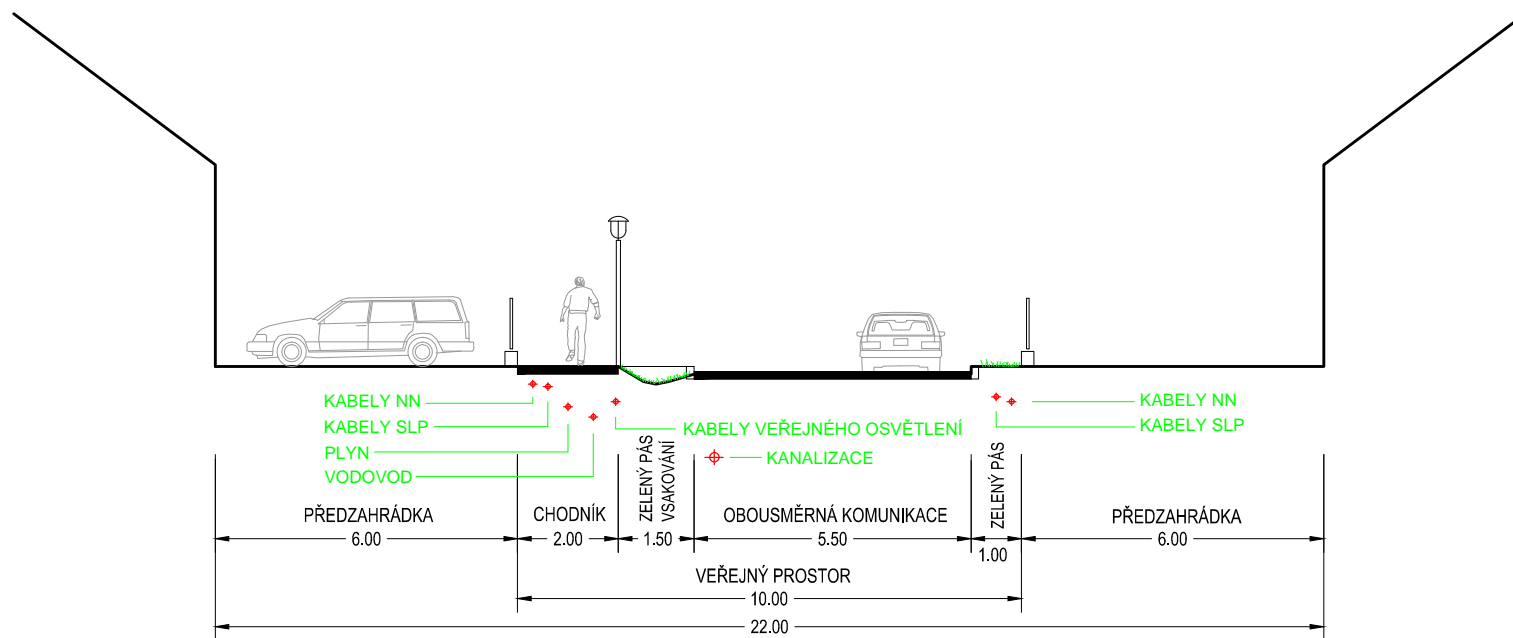 KABELY NN
KABELY SLP
PLYN
VODOVOD
KABELY VEŘEJNÉHO OSVĚTLENÍ
KANALIZACE
KABELY NN
KABELY SLP
PŘEDZAHRÁDKA
6.00
CHODNÍK
2.00
ZELENÝ PÁS
VSAKOVÁNÍ
1.50
OBOUSMĚRNÁ KOMUNIKACE
5.50
ZELENÝ PÁS
1.00
PŘEDZAHRÁDKA
6.00
VEŘEJNÝ PROSTOR
10.00
22.00